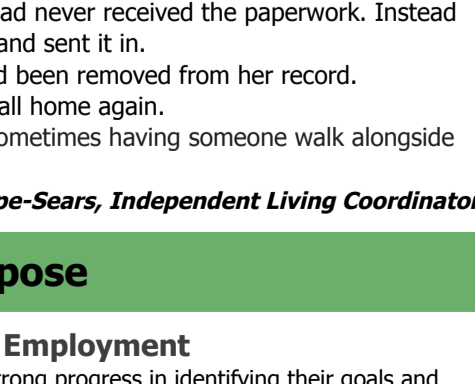 ad never received the paperwork. Instead
and sent it in.
d been removed from her record.
all home again.
ometimes having someone walk alongside
pe-Sears, Independent Living Coordinator
pose
Employment
rong progress in identifying their goals and